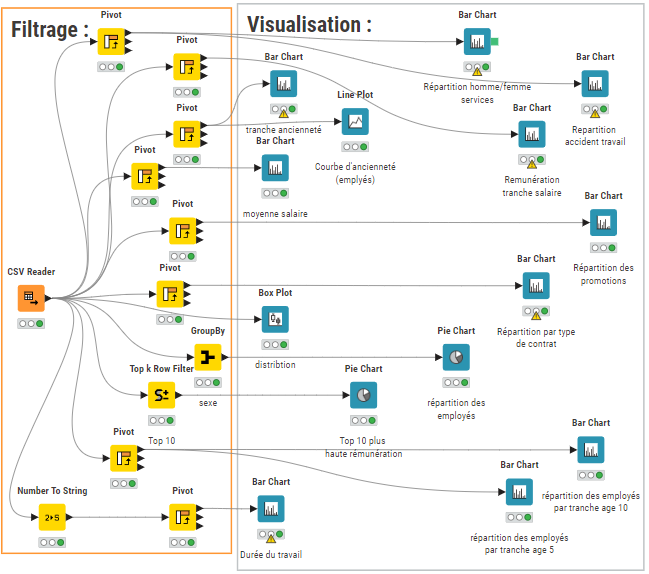 Filtrage :
Visualisation :
Pivot
Bar Chart
Répartition homme/femme
services
Pivot
Bar Chart
tranche ancienneté
Bar Chart
Repartition
accident travail
Line Plot
Courbe d'ancienneté
(emplyés)
Pivot
Bar Chart
Remunération
tranche salaire
Pivot
Bar Chart
moyenne salaire
Pivot
Bar Chart
Répartition des
promotions
CSV Reader
Pivot
Bar Chart
Répartition par type
de contrat
Box Plot
distribtion
GroupBy
sexe
Pie Chart
répartition des
employés
Top k Row Filter
Top 10
Pie Chart
Top 10 plus
haute rémunération
Pivot
Bar Chart
répartition des employés
par tranche age 10
Bar Chart
répartition des employés
par tranche age 5
Number To String
2 S
Pivot
Bar Chart
Durée du travail